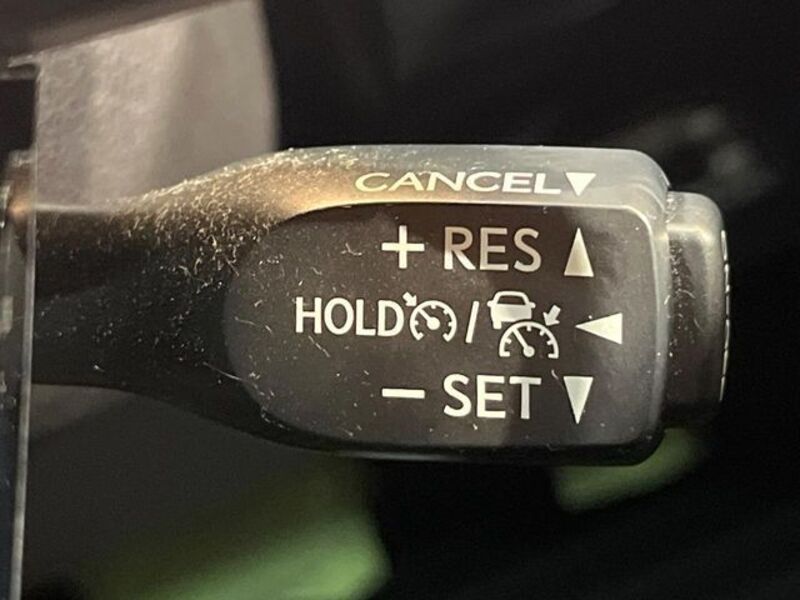 CANCEL▼
+ RES ▲
HOLD / ◀
− SET ▼